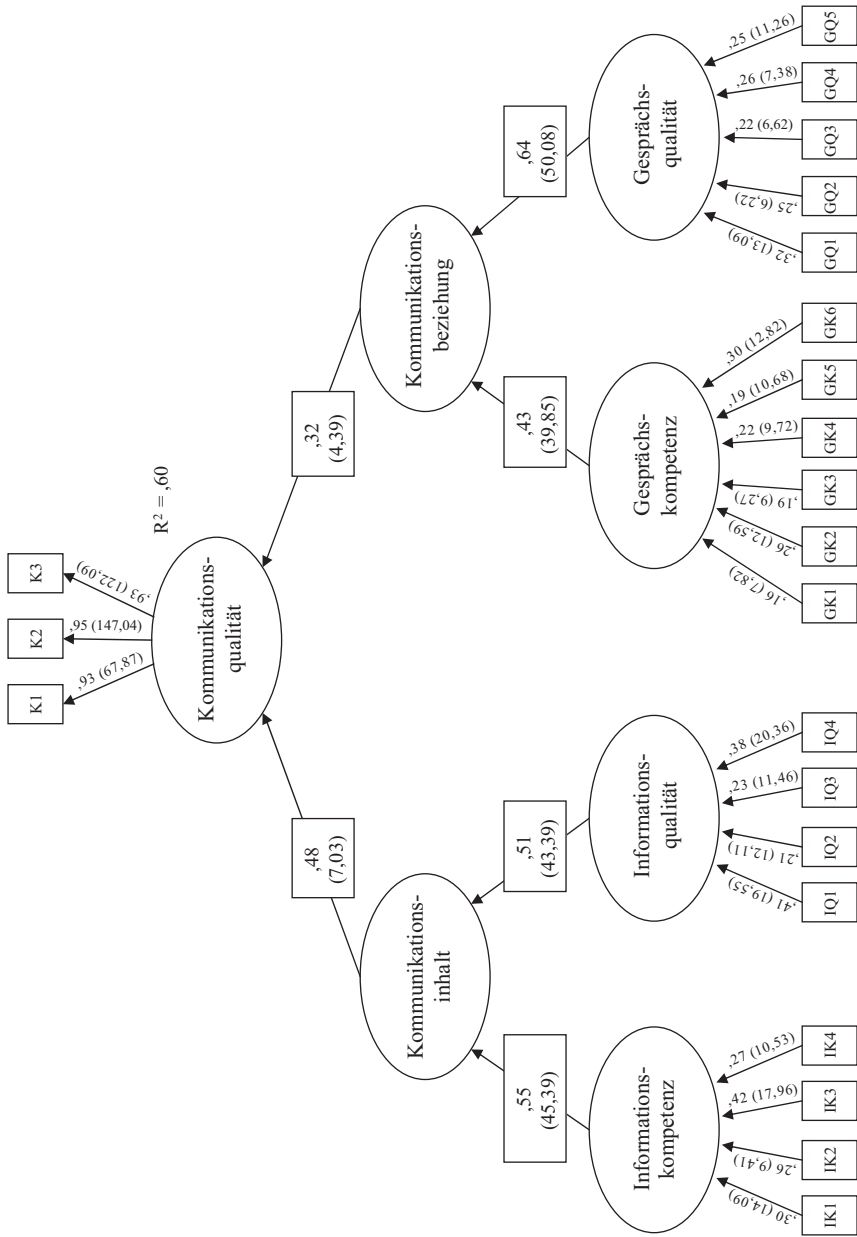 K1
K2
K3
,93 (67,87)
,95 (147,04)
,93 (122,09)
Kommunikations-
qualität
R² = ,60
,48
(7,03)
,32
(4,39)
Kommunikations-
inhalt
Kommunikations-
beziehung
,55
(45,39)
,51
(43,39)
,43
(39,85)
,64
(50,08)
Informations-
kompetenz
Informations-
qualität
Gesprächs-
kompetenz
Gesprächs-
qualität
,30 (14,09)
,26 (9,41)
,42 (17,96)
,27 (10,53)
,41 (19,55)
,21 (12,11)
,23 (11,46)
,38 (20,36)
,16 (7,82)
,26 (12,59)
,19 (9,27)
,22 (9,72)
,19 (10,68)
,30 (12,82)
,32 (13,09)
,25 (6,22)
,22 (6,62)
,26 (7,38)
,25 (11,26)
IK1
IK2
IK3
IK4
IQ1
IQ2
IQ3
IQ4
GK1
GK2
GK3
GK4
GK5
GK6
GQ1
GQ2
GQ3
GQ4
GQ5